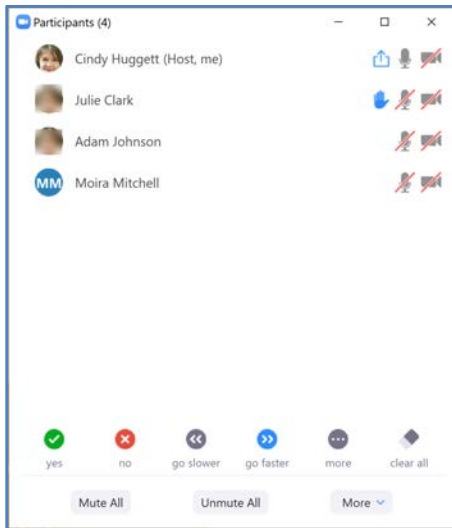 Participants (4)
Cindy Huggett (Host, me)
Julie Clark
Adam Johnson
MM Moira Mitchell
yes no go slower go faster more clear all
Mute All Unmute All More